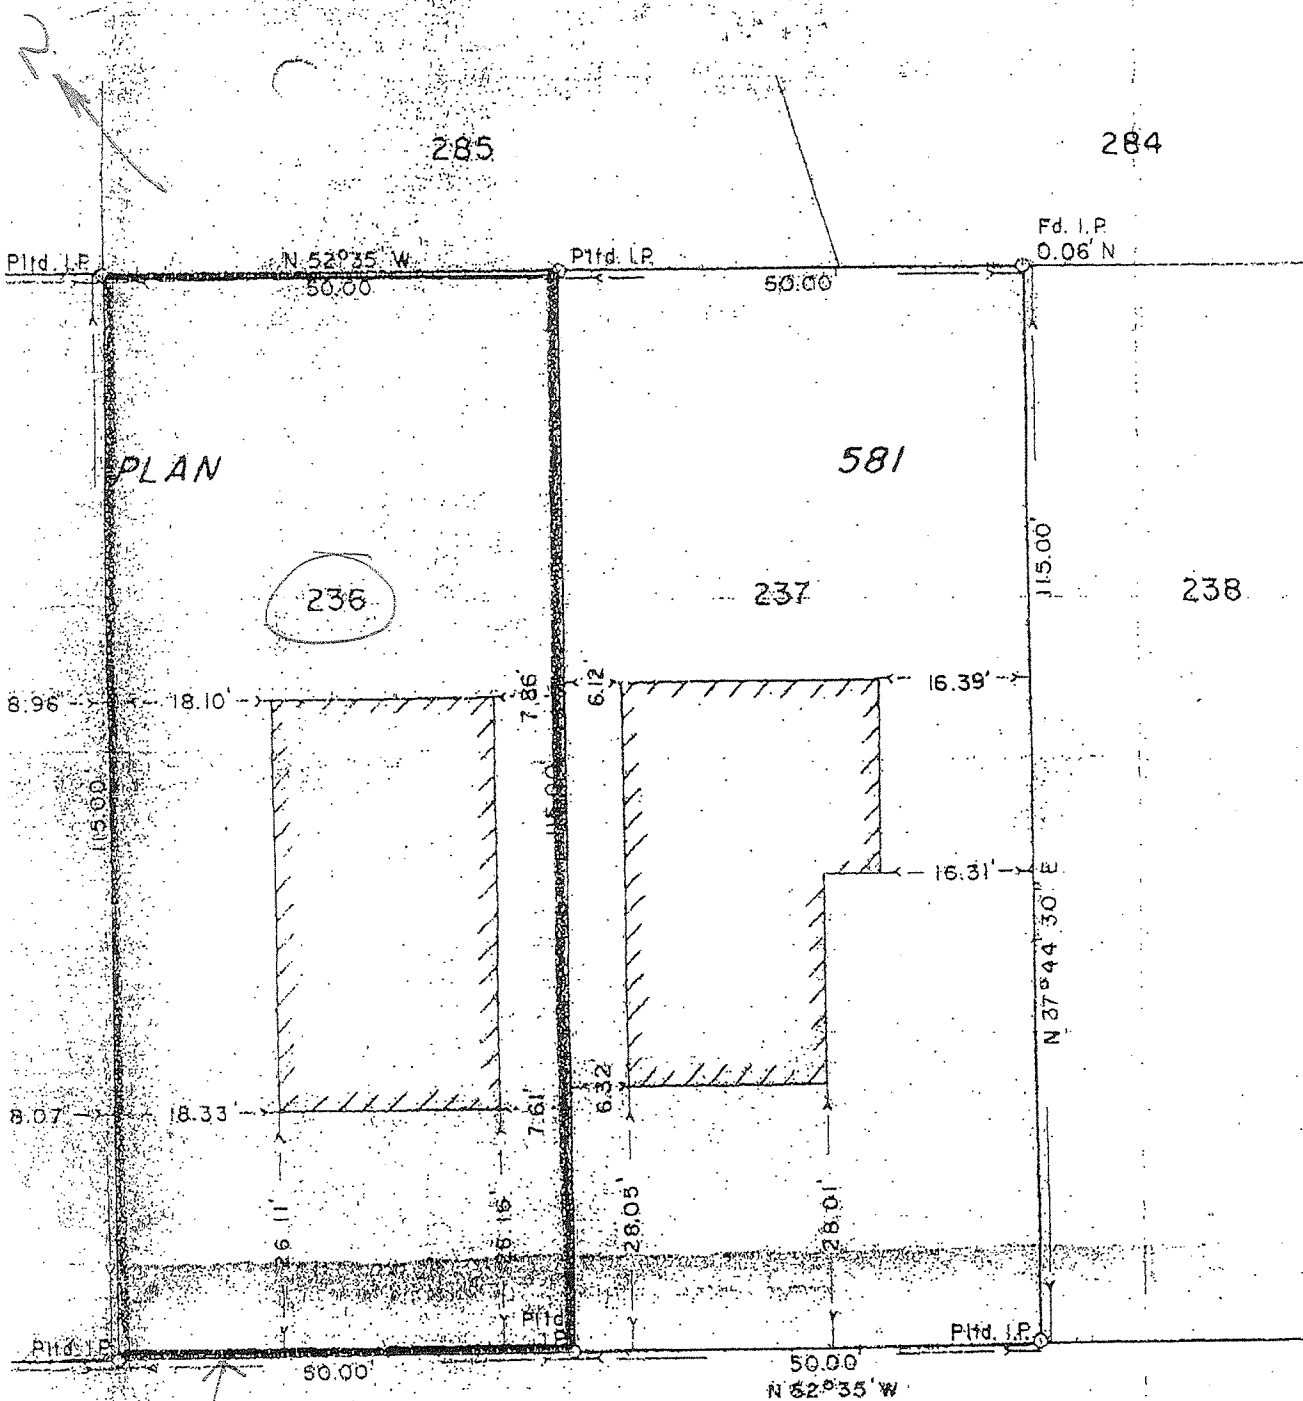 N
285
284
Fd. I.P.
0.06' N
Pltd. I.P.
N 52°35' W
Pltd. I.P.
50.00'
50.00'
PLAN
581
115.00'
236
237
238
8.96'
18.10'
7.86'
6.12'
16.39'
115.00'
115.00'
16.31'
N 37°44' 30" E
8.07'
18.33'
7.61'
6.32'
26.11'
28.05'
28.01'
Pltd. I.P.
Pltd. I.P.
Pltd. I.P.
50.00'
50.00'
N 52°35' W